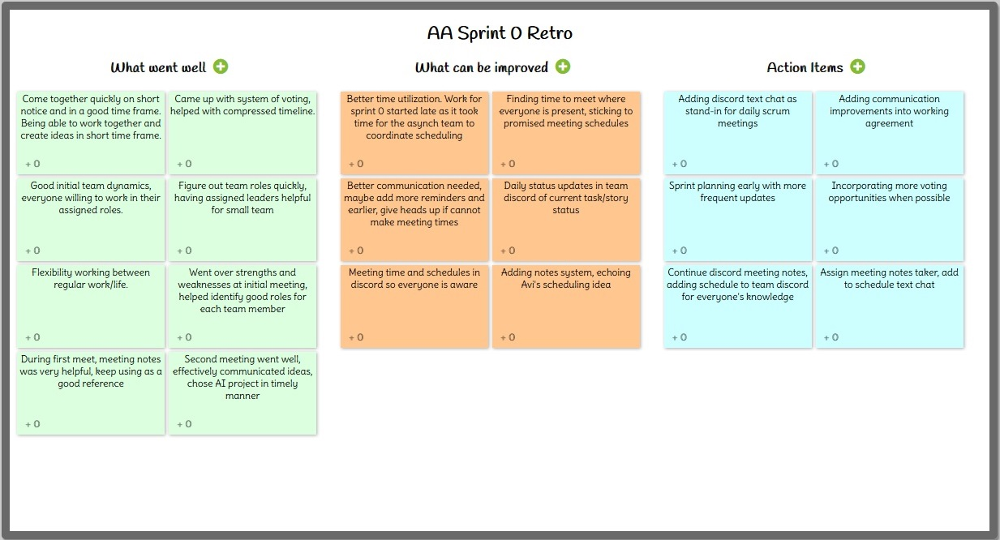 AA Sprint 0 Retro
What went well
Come together quickly on short
notice and in a good time frame.
Being able to work together and
create ideas in short time frame.
+ 0
Came up with system of voting,
helped with compressed timeline.
+ 0
Good initial team dynamics,
everyone willing to work in their
assigned roles.
+ 0
Figure out team roles quickly,
having assigned leaders helpful
for small team
+ 0
Flexibility working between
regular work/life.
+ 0
Went over strengths and
weaknesses at initial meeting,
helped identify good roles for
each team member
+ 0
During first meet, meeting notes
was very helpful, keep using as a
good reference
+ 0
Second meeting went well,
effectively communicated ideas,
chose AI project in timely
manner
+ 0
What can be improved
Better time utilization. Work for
sprint 0 started late as it took
time for the asynch team to
coordinate scheduling
+ 0
Finding time to meet where
everyone is present, sticking to
promised meeting schedules
+ 0
Better communication needed,
maybe add more reminders and
earlier, give heads up if cannot
make meeting times
+ 0
Daily status updates in team
discord of current task/story
status
+ 0
Meeting time and schedules in
discord so everyone is aware
+ 0
Adding notes system, echoing
Avi's scheduling idea
+ 0
Action Items
Adding discord text chat as
stand-in for daily scrum
meetings
+ 0
Adding communication
improvements into working
agreement
+ 0
Sprint planning early with more
frequent updates
+ 0
Incorporating more voting
opportunities when possible
+ 0
Continue discord meeting notes,
adding schedule to team discord
for everyone's knowledge
+ 0
Assign meeting notes taker, add
to schedule text chat
+ 0